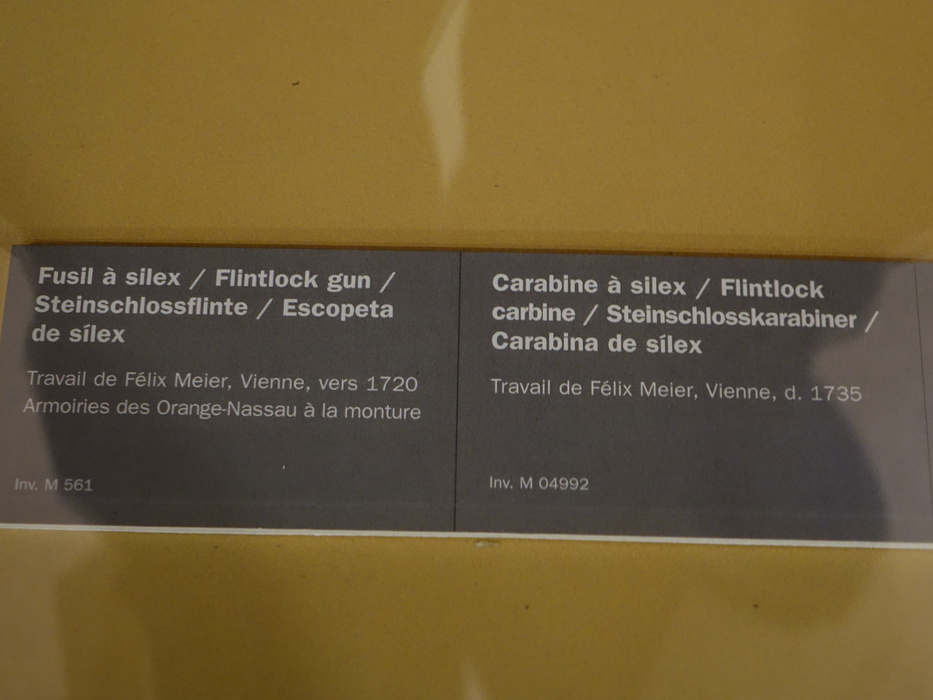 Fusil à silex / Flintlock gun /
Steinschlossflinte / Escopeta
de sílex
Travail de Félix Meier, Vienne, vers 1720
Armoiries des Orange-Nassau à la monture
Inv. M 561
Carabine à silex / Flintlock
carbine / Steinschlosskarabiner /
Carabina de sílex
Travail de Félix Meier, Vienne, d. 1735
Inv. M 04992